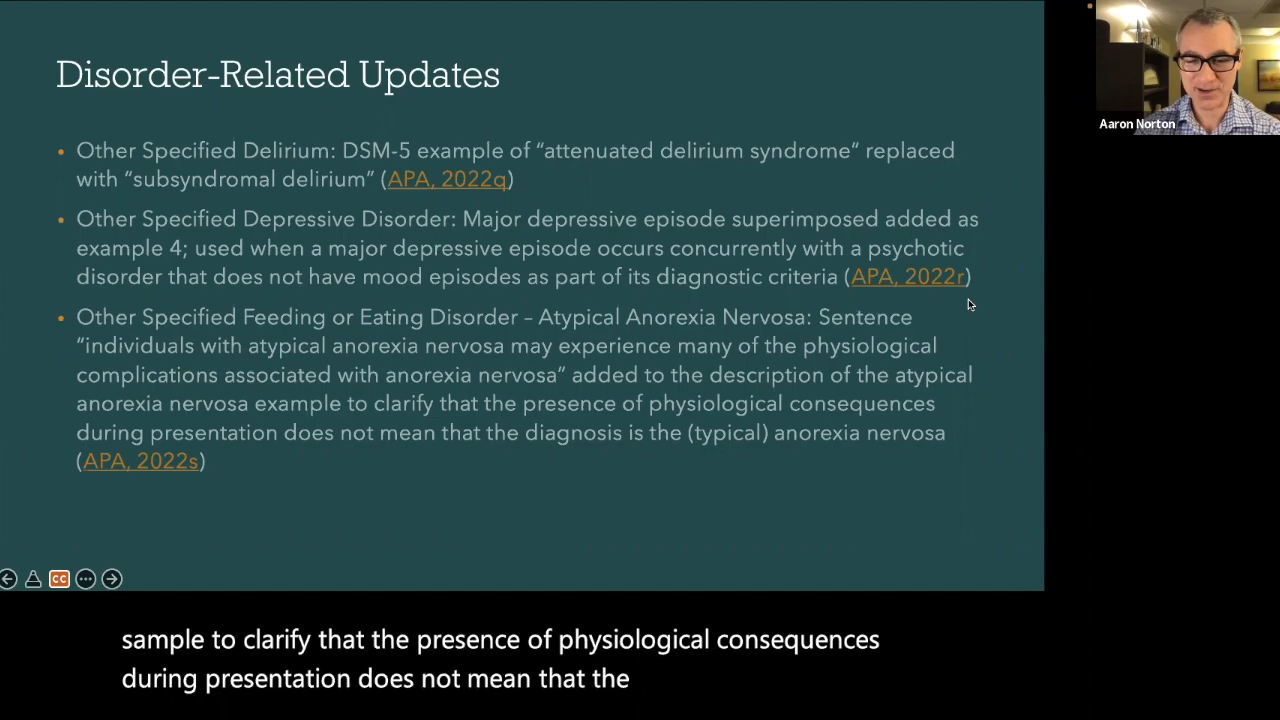 Disorder-Related Updates
• Other Specified Delirium: DSM-5 example of “attenuated delirium syndrome“ replaced
with “subsyndromal delirium” (APA, 2022q)
• Other Specified Depressive Disorder: Major depressive episode superimposed added as
example 4; used when a major depressive episode occurs concurrently with a psychotic
disorder that does not have mood episodes as part of its diagnostic criteria (APA, 2022r)
• Other Specified Feeding or Eating Disorder – Atypical Anorexia Nervosa: Sentence
“individuals with atypical anorexia nervosa may experience many of the physiological
complications associated with anorexia nervosa” added to the description of the atypical
anorexia nervosa example to clarify that the presence of physiological consequences
during presentation does not mean that the diagnosis is the (typical) anorexia nervosa
(APA, 2022s)
Aaron Norton
CC
sample to clarify that the presence of physiological consequences
during presentation does not mean that the